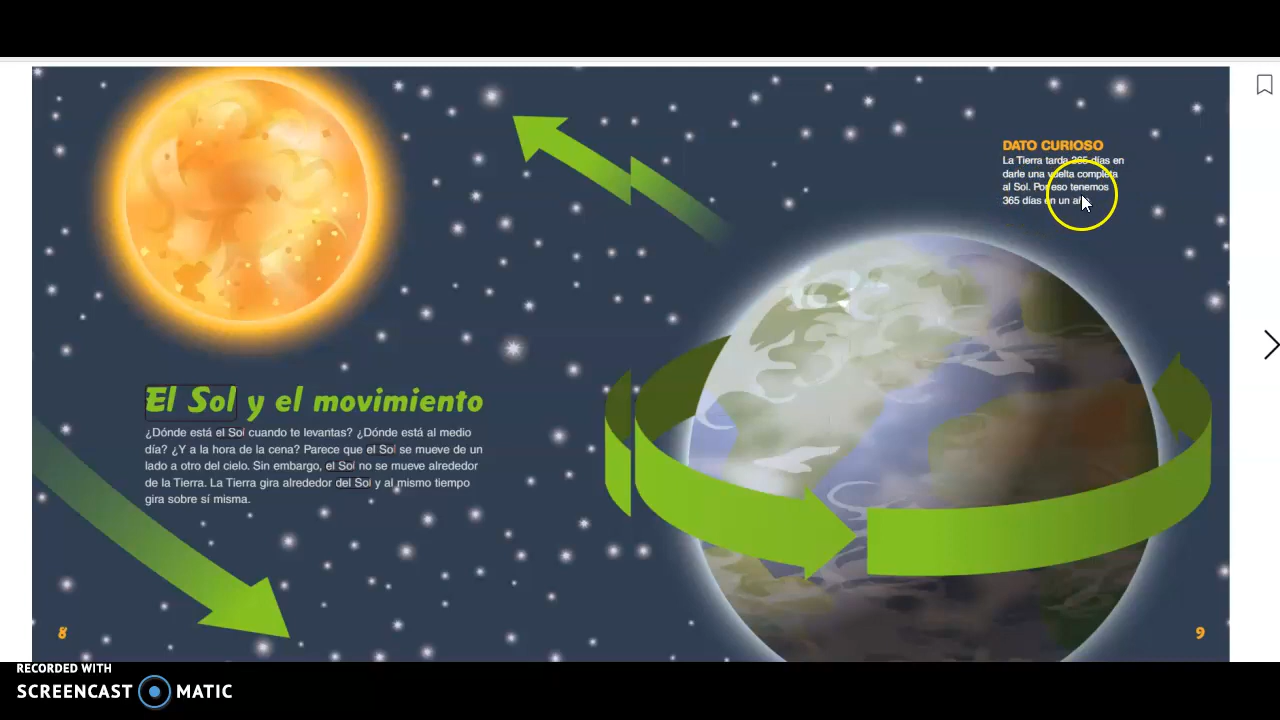 DATO CURIOSO
La Tierra tarda 365 días en
darle una vuelta completa
al Sol. Por eso tenemos
365 días en un
El Sol y el movimiento
¿Dónde está el Sol cuando te levantas? ¿Dónde está al medio
día? ¿Y a la hora de la cena? Parece que el Sol se mueve de un
lado a otro del cielo. Sin embargo, el Sol no se mueve alrededor
de la Tierra. La Tierra gira alrededor del Sol y al mismo tiempo
gira sobre sí misma.
8
9
RECORDED WITH
SCREENCAST MATIC